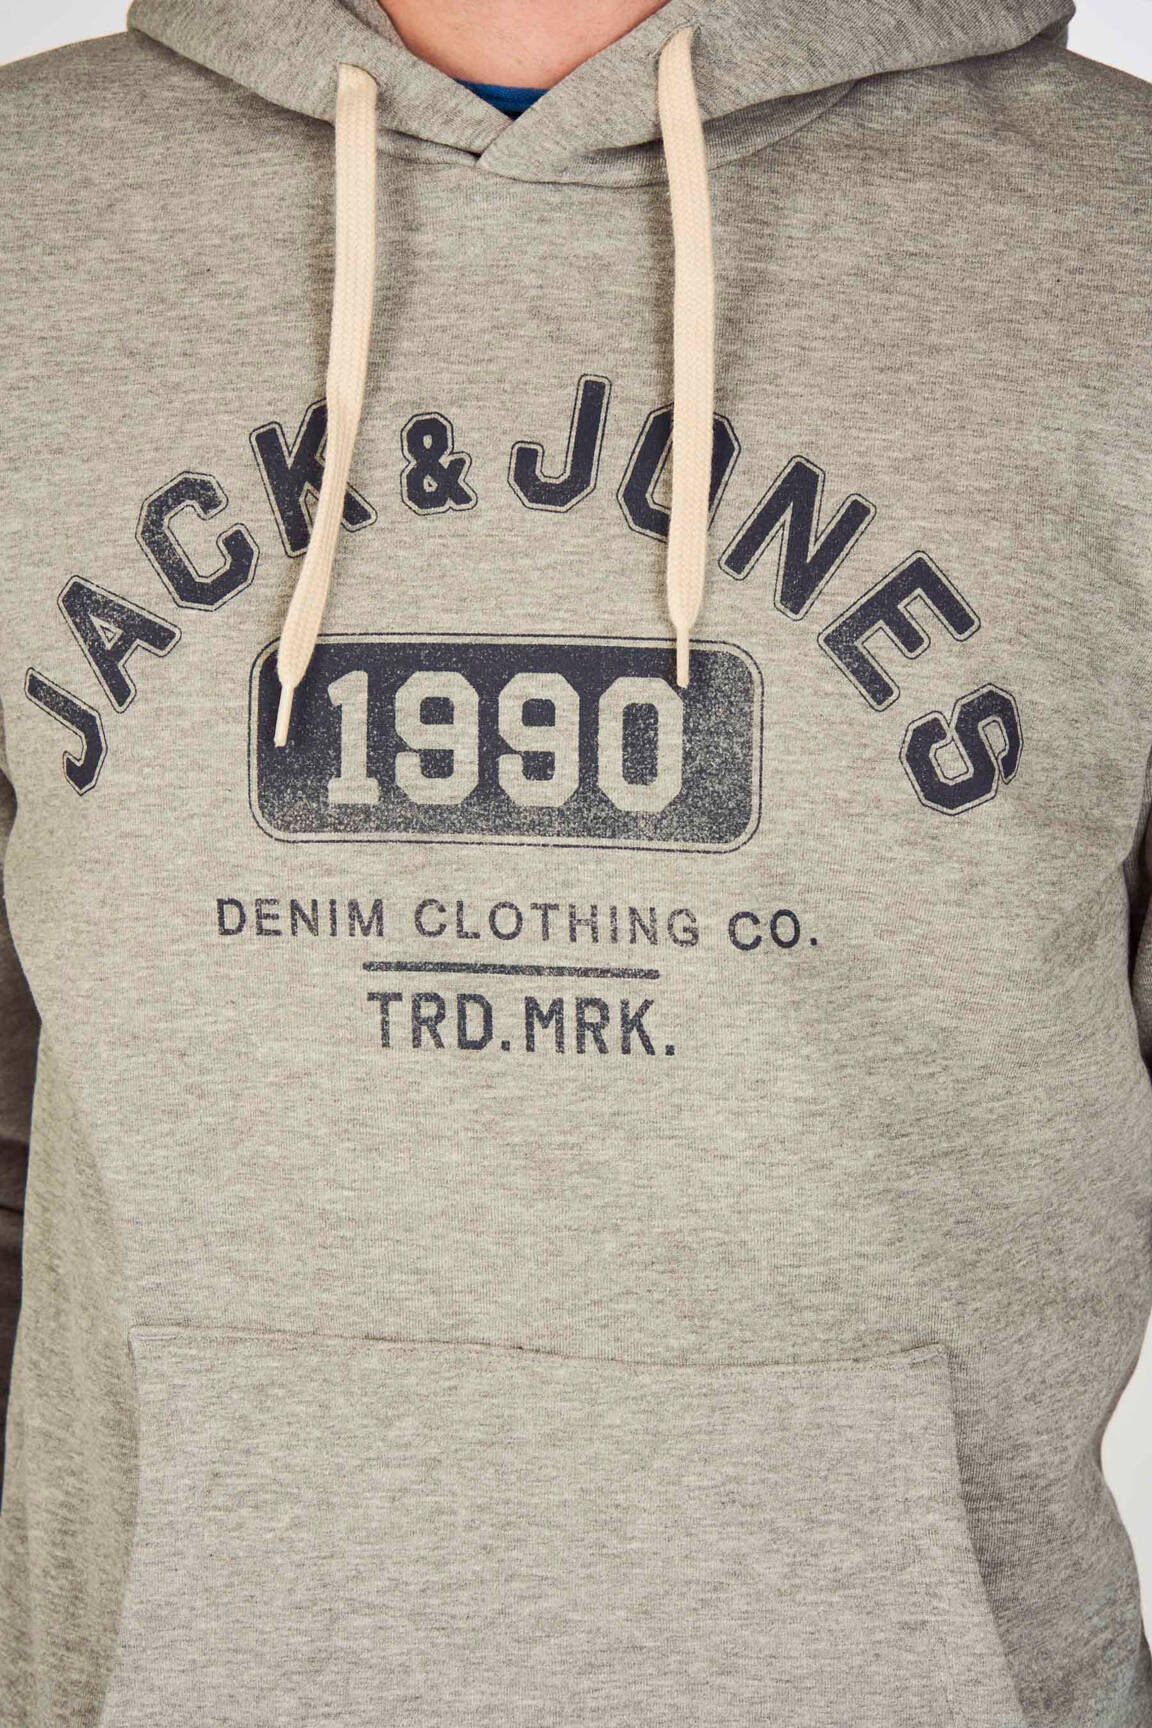 JACK & JONES
1990
DENIM CLOTHING CO.
TRD.MRK.